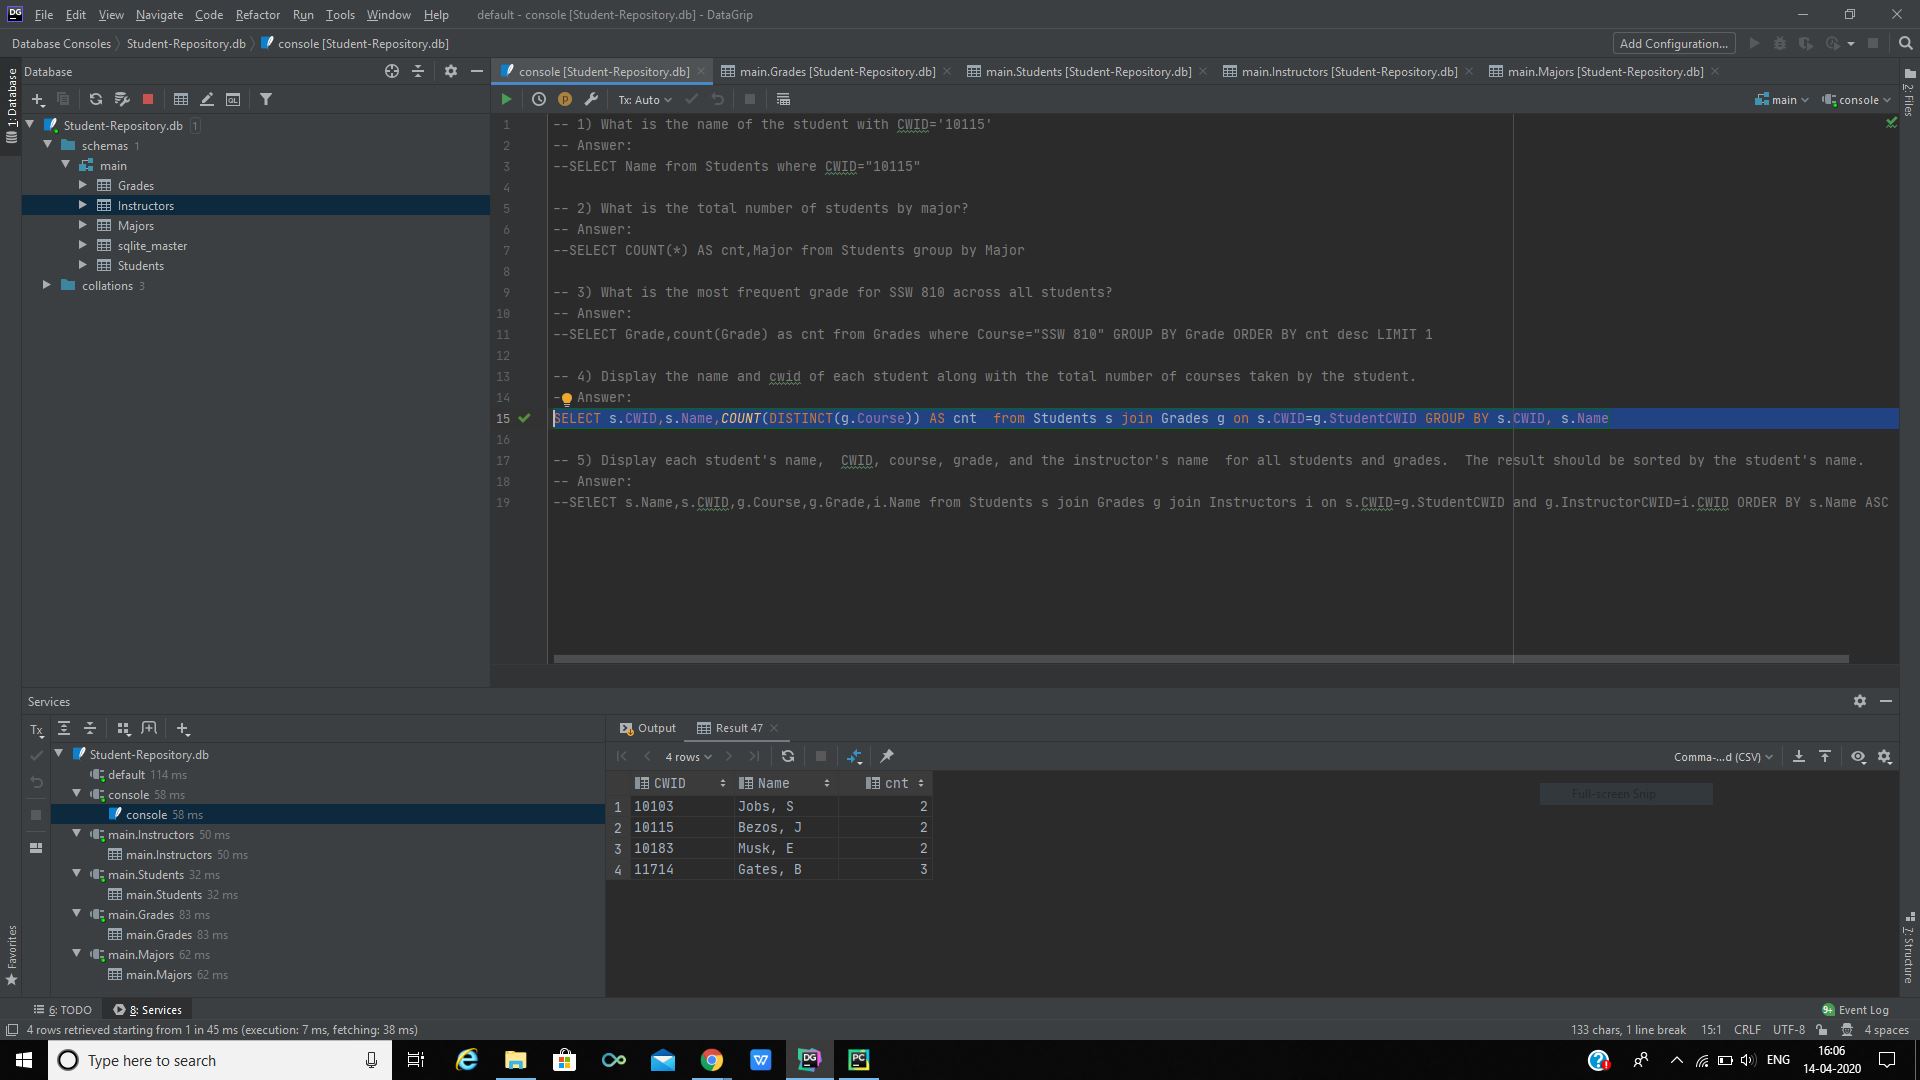 DG File Edit View Navigate Code Refactor Run Tools Window Help default - console [Student-Repository.db] - DataGrip
Database Consoles Student-Repository.db console [Student-Repository.db] Add Configuration...
1: Database
Database
Student-Repository.db 1
schemas 1
main
Grades
Instructors
Majors
sqlite_master
Students
collations 3
console [Student-Repository.db] main.Grades [Student-Repository.db] main.Students [Student-Repository.db] main.Instructors [Student-Repository.db] main.Majors [Student-Repository.db]
Tx: Auto main console
2: Files
1 -- 1) What is the name of the student with CWID='10115'
2 -- Answer:
3 --SELECT Name from Students where CWID="10115"
4
5 -- 2) What is the total number of students by major?
6 -- Answer:
7 --SELECT COUNT(*) AS cnt,Major from Students group by Major
8
9 -- 3) What is the most frequent grade for SSW 810 across all students?
10 -- Answer:
11 --SELECT Grade,count(Grade) as cnt from Grades where Course="SSW 810" GROUP BY Grade ORDER BY cnt desc LIMIT 1
12
13 -- 4) Display the name and cwid of each student along with the total number of courses taken by the student.
14 - Answer:
15 SELECT s.CWID,s.Name,COUNT(DISTINCT(g.Course)) AS cnt  from Students s join Grades g on s.CWID=g.StudentCWID GROUP BY s.CWID, s.Name
16
17 -- 5) Display each student's name,  CWID, course, grade, and the instructor's name  for all students and grades.  The result should be sorted by the student's name.
18 -- Answer:
19 --SELECT s.Name,s.CWID,g.Course,g.Grade,i.Name from Students s join Grades g join Instructors i on s.CWID=g.StudentCWID and g.InstructorCWID=i.CWID ORDER BY s.Name ASC
Services
Tx
Student-Repository.db
default 114 ms
console 58 ms
console 58 ms
main.Instructors 50 ms
main.Instructors 50 ms
main.Students 32 ms
main.Students 32 ms
main.Grades 83 ms
main.Grades 83 ms
main.Majors 62 ms
main.Majors 62 ms
Output Result 47
4 rows Comma-...d (CSV)
CWID Name cnt
1 10103 Jobs, S 2
2 10115 Bezos, J 2
3 10183 Musk, E 2
4 11714 Gates, B 3
Full-screen Snip
Favorites
7: Structure
6: TODO 8: Services Event Log
4 rows retrieved starting from 1 in 45 ms (execution: 7 ms, fetching: 38 ms) 133 chars, 1 line break 15:1 CRLF UTF-8 4 spaces
Type here to search DG PC ENG 16:06
14-04-2020